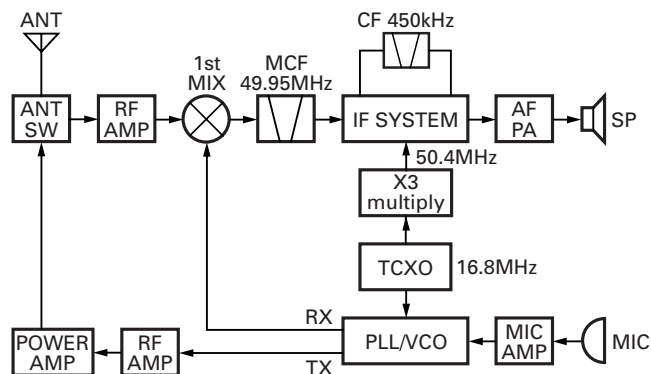 ANT
CF 450kHz
1st
MIX
MCF
49.95MHz
ANT
SW
RF
AMP
IF SYSTEM
AF
PA
SP
50.4MHz
X3
multiply
TCXO
16.8MHz
RX
POWER
AMP
RF
AMP
TX
PLL/VCO
MIC
AMP
MIC